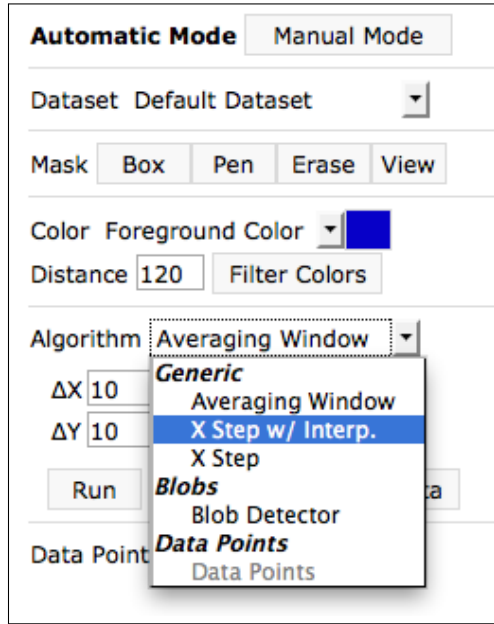 Automatic Mode Manual Mode
Dataset Default Dataset
Mask Box Pen Erase View
Color Foreground Color
Distance 120 Filter Colors
Algorithm Averaging Window
Generic
ΔX 10
Averaging Window
ΔY 10
X Step w/ Interp.
X Step
Run
Blobs
ta
Blob Detector
Data Points
Data Point
Data Points